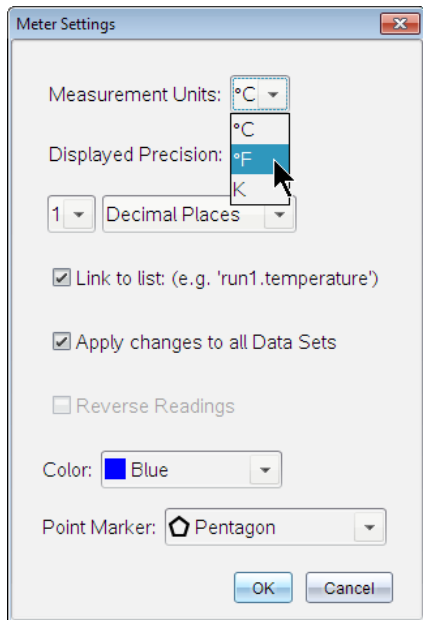 Meter Settings
Measurement Units: °C
°C
Displayed Precision: °F
K
1 Decimal Places
Link to list: (e.g. 'run1.temperature')
Apply changes to all Data Sets
Reverse Readings
Color: Blue
Point Marker: Pentagon
OK Cancel